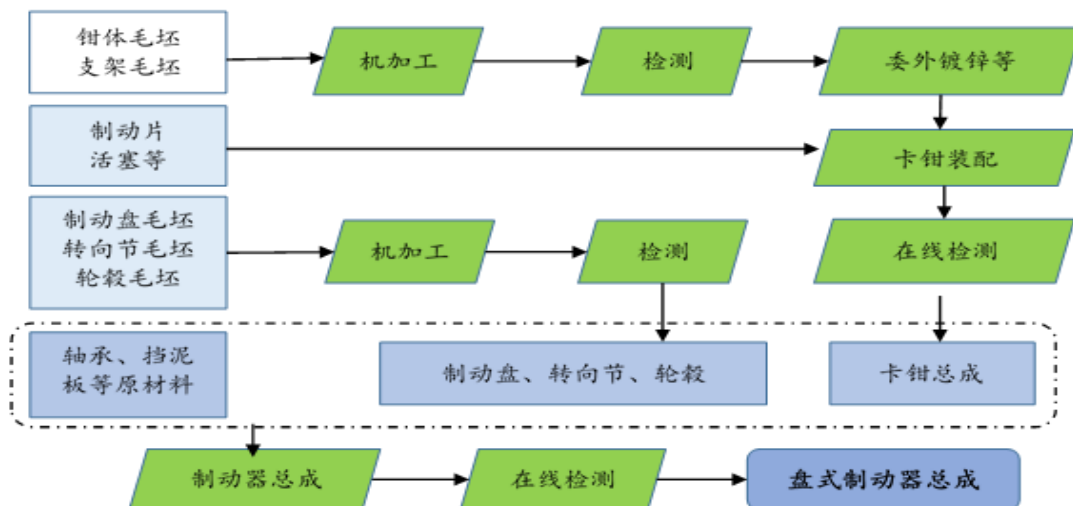 钳体毛坯
支架毛坯
机加工
检测
委外镀锌等
制动片
活塞等
卡钳装配
制动盘毛坯
转向节毛坯
轮毂毛坯
机加工
检测
在线检测
轴承、挡泥
板等原材料
制动盘、转向节、轮毂
卡钳总成
制动器总成
在线检测
盘式制动器总成